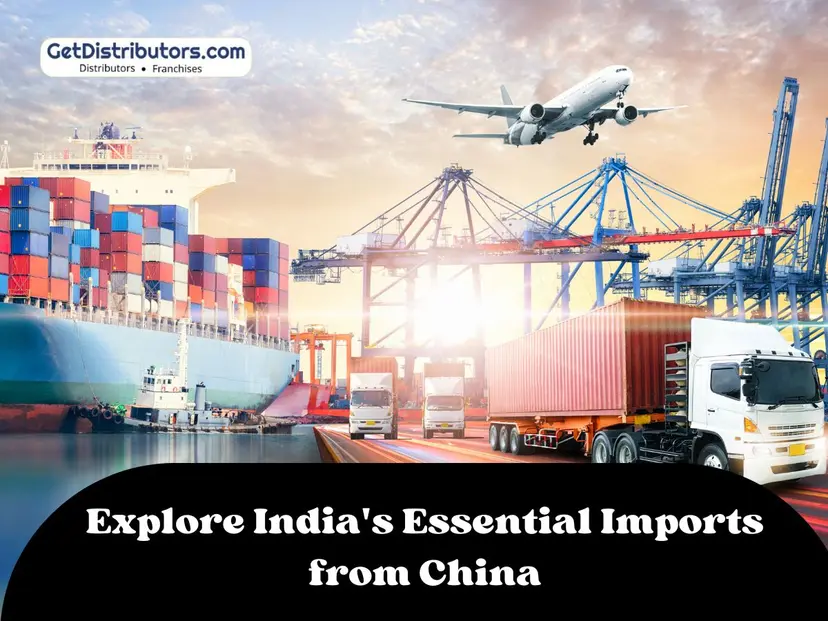 GetDistributors.com
Distributors • Franchises
Explore India's Essential Imports
from China